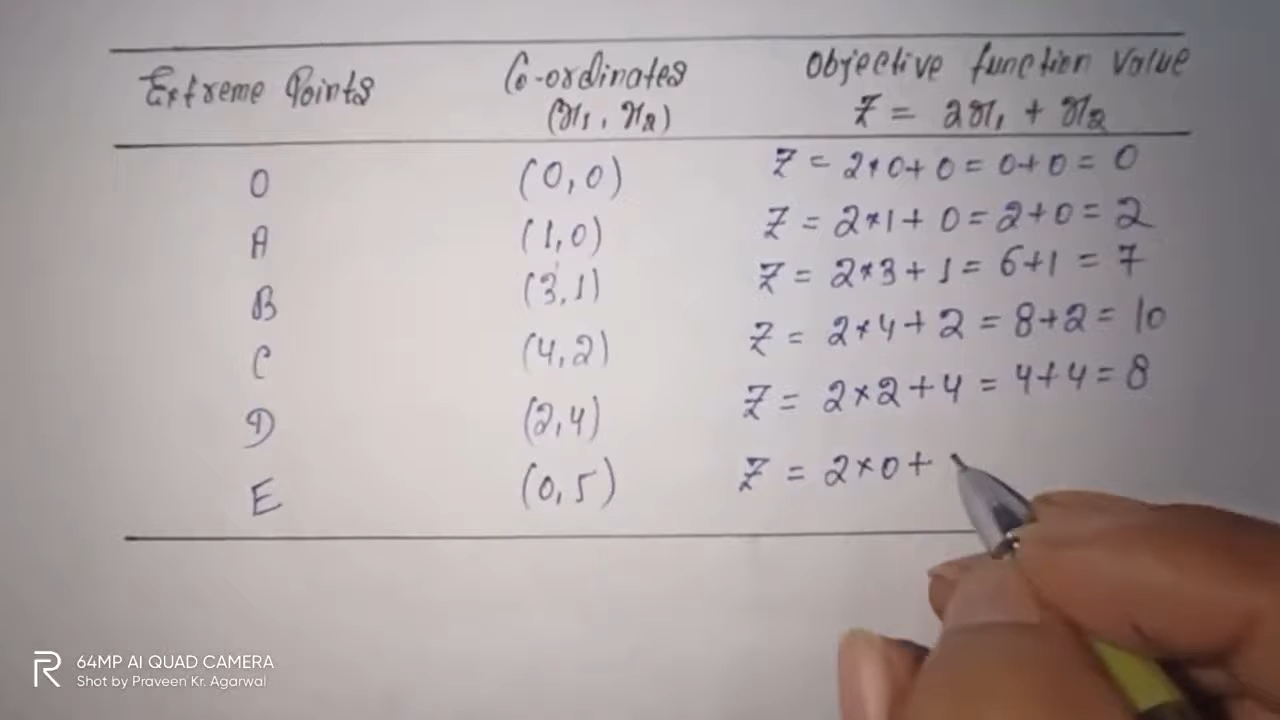 Extreme Points Co-ordinates Objective function Value
(x1, x2) Z = 2x1 + x2
O (0,0) Z = 2*0+0 = 0+0 = 0
A (1,0) Z = 2*1+0 = 2+0 = 2
B (3,1) Z = 2*3+1 = 6+1 = 7
C (4,2) Z = 2*4+2 = 8+2 = 10
D (2,4) Z = 2×2+4 = 4+4 = 8
E (0,5) Z = 2×0+
64MP AI QUAD CAMERA
Shot by Praveen Kr. Agarwal